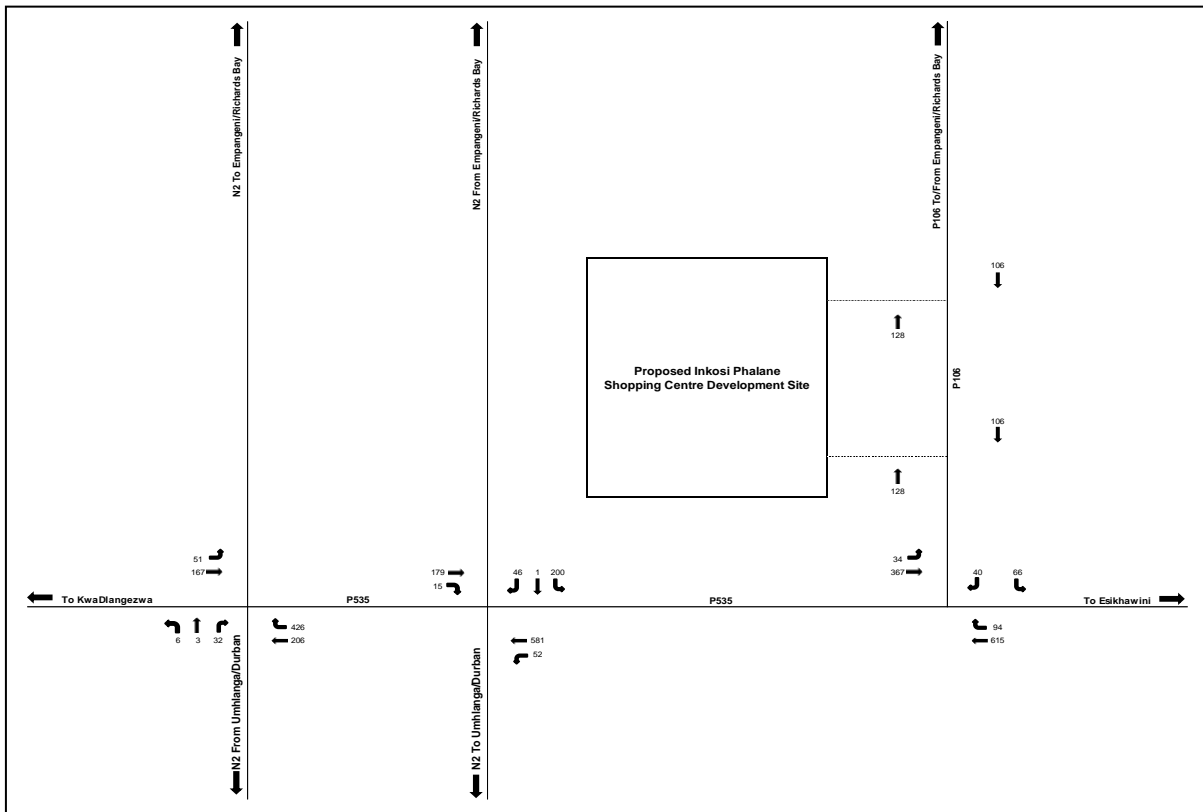 N2 To Empangeni/Richards Bay
N2 From Empangeni/Richards Bay
P106 To/From Empangeni/Richards Bay
106
128
Proposed Inkosi Phalane
Shopping Centre Development Site
P106
106
128
51
167
179
15
46 1 200
34
367
40 66
To KwaDlangezwa
P535
P535
To Esikhawini
6 3 32
426
206
581
52
94
615
N2 From Umhlanga/Durban
N2 To Umhlanga/Durban